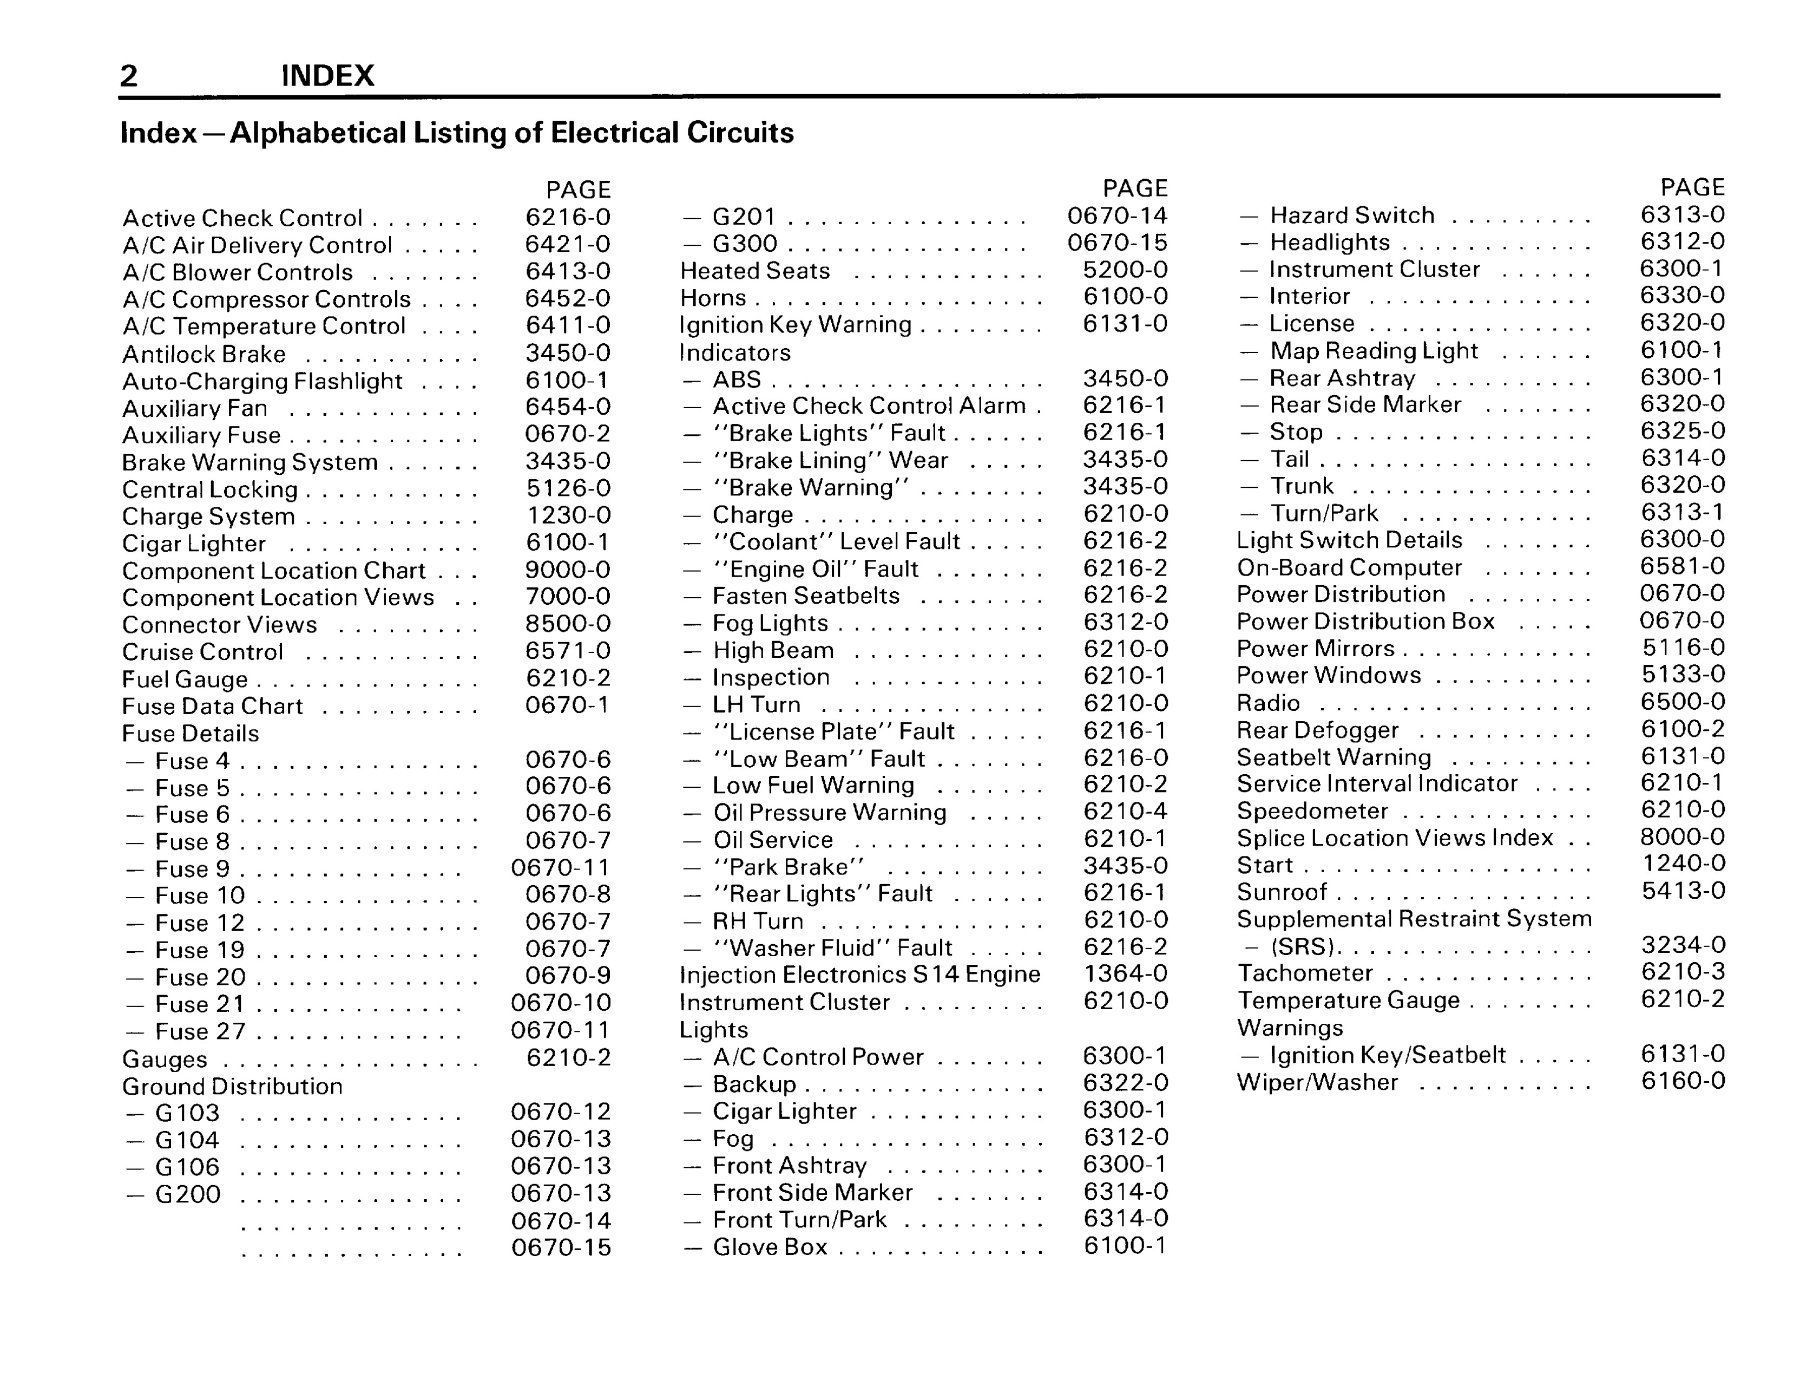 2 INDEX
Index—Alphabetical Listing of Electrical Circuits
PAGE
Active Check Control . . . . . . . 6216-0
A/C Air Delivery Control . . . . . 6421-0
A/C Blower Controls . . . . . . . 6413-0
A/C Compressor Controls . . . . 6452-0
A/C Temperature Control . . . . 6411-0
Antilock Brake . . . . . . . . . . . 3450-0
Auto-Charging Flashlight . . . . 6100-1
Auxiliary Fan . . . . . . . . . . . . 6454-0
Auxiliary Fuse . . . . . . . . . . . . 0670-2
Brake Warning System . . . . . . 3435-0
Central Locking . . . . . . . . . . . 5126-0
Charge System . . . . . . . . . . . 1230-0
Cigar Lighter . . . . . . . . . . . . 6100-1
Component Location Chart . . . 9000-0
Component Location Views . . 7000-0
Connector Views . . . . . . . . . 8500-0
Cruise Control . . . . . . . . . . . 6571-0
Fuel Gauge . . . . . . . . . . . . . . 6210-2
Fuse Data Chart . . . . . . . . . . 0670-1
Fuse Details
— Fuse 4 . . . . . . . . . . . . . . . 0670-6
— Fuse 5 . . . . . . . . . . . . . . . 0670-6
— Fuse 6 . . . . . . . . . . . . . . . 0670-6
— Fuse 8 . . . . . . . . . . . . . . . 0670-7
— Fuse 9 . . . . . . . . . . . . . . 0670-11
— Fuse 10 . . . . . . . . . . . . . . 0670-8
— Fuse 12 . . . . . . . . . . . . . . 0670-7
— Fuse 19 . . . . . . . . . . . . . . 0670-7
— Fuse 20 . . . . . . . . . . . . . . 0670-9
— Fuse 21 . . . . . . . . . . . . . 0670-10
— Fuse 27 . . . . . . . . . . . . . 0670-11
Gauges . . . . . . . . . . . . . . . . 6210-2
Ground Distribution
— G103 . . . . . . . . . . . . . . 0670-12
— G104 . . . . . . . . . . . . . . 0670-13
— G106 . . . . . . . . . . . . . . 0670-13
— G200 . . . . . . . . . . . . . . 0670-13
. . . . . . . . . . . . . . 0670-14
. . . . . . . . . . . . . . 0670-15
PAGE
— G201 . . . . . . . . . . . . . . . 0670-14
— G300 . . . . . . . . . . . . . . . 0670-15
Heated Seats . . . . . . . . . . . . 5200-0
Horns . . . . . . . . . . . . . . . . . . 6100-0
Ignition Key Warning . . . . . . . . 6131-0
Indicators
— ABS . . . . . . . . . . . . . . . . . 3450-0
— Active Check Control Alarm . 6216-1
— "Brake Lights" Fault . . . . . . 6216-1
— "Brake Lining" Wear . . . . . 3435-0
— "Brake Warning" . . . . . . . . 3435-0
— Charge . . . . . . . . . . . . . . . 6210-0
— "Coolant" Level Fault . . . . . 6216-2
— "Engine Oil" Fault . . . . . . . 6216-2
— Fasten Seatbelts . . . . . . . . 6216-2
— Fog Lights . . . . . . . . . . . . . 6312-0
— High Beam . . . . . . . . . . . . 6210-0
— Inspection . . . . . . . . . . . . 6210-1
— LH Turn . . . . . . . . . . . . . . 6210-0
— "License Plate" Fault . . . . . 6216-1
— "Low Beam" Fault . . . . . . . 6216-0
— Low Fuel Warning . . . . . . . 6210-2
— Oil Pressure Warning . . . . . 6210-4
— Oil Service . . . . . . . . . . . . 6210-1
— "Park Brake" . . . . . . . . . . 3435-0
— "Rear Lights" Fault . . . . . . 6216-1
— RH Turn . . . . . . . . . . . . . . 6210-0
— "Washer Fluid" Fault . . . . . 6216-2
Injection Electronics S14 Engine 1364-0
Instrument Cluster . . . . . . . . . 6210-0
Lights
— A/C Control Power . . . . . . . 6300-1
— Backup . . . . . . . . . . . . . . . 6322-0
— Cigar Lighter . . . . . . . . . . . 6300-1
— Fog . . . . . . . . . . . . . . . . . 6312-0
— Front Ashtray . . . . . . . . . . 6300-1
— Front Side Marker . . . . . . . 6314-0
— Front Turn/Park . . . . . . . . . 6314-0
— Glove Box . . . . . . . . . . . . . 6100-1
PAGE
— Hazard Switch . . . . . . . . . 6313-0
— Headlights . . . . . . . . . . . . 6312-0
— Instrument Cluster . . . . . . 6300-1
— Interior . . . . . . . . . . . . . . 6330-0
— License . . . . . . . . . . . . . . 6320-0
— Map Reading Light . . . . . . 6100-1
— Rear Ashtray . . . . . . . . . . 6300-1
— Rear Side Marker . . . . . . . 6320-0
— Stop . . . . . . . . . . . . . . . . 6325-0
— Tail . . . . . . . . . . . . . . . . . 6314-0
— Trunk . . . . . . . . . . . . . . . 6320-0
— Turn/Park . . . . . . . . . . . . 6313-1
Light Switch Details . . . . . . . 6300-0
On-Board Computer . . . . . . . 6581-0
Power Distribution . . . . . . . . 0670-0
Power Distribution Box . . . . . 0670-0
Power Mirrors . . . . . . . . . . . . 5116-0
Power Windows . . . . . . . . . . 5133-0
Radio . . . . . . . . . . . . . . . . . 6500-0
Rear Defogger . . . . . . . . . . . 6100-2
Seatbelt Warning . . . . . . . . . 6131-0
Service Interval Indicator . . . . 6210-1
Speedometer . . . . . . . . . . . . 6210-0
Splice Location Views Index . . 8000-0
Start . . . . . . . . . . . . . . . . . . 1240-0
Sunroof . . . . . . . . . . . . . . . . 5413-0
Supplemental Restraint System
— (SRS) . . . . . . . . . . . . . . . . 3234-0
Tachometer . . . . . . . . . . . . . 6210-3
Temperature Gauge . . . . . . . . 6210-2
Warnings
— Ignition Key/Seatbelt . . . . . 6131-0
Wiper/Washer . . . . . . . . . . . 6160-0